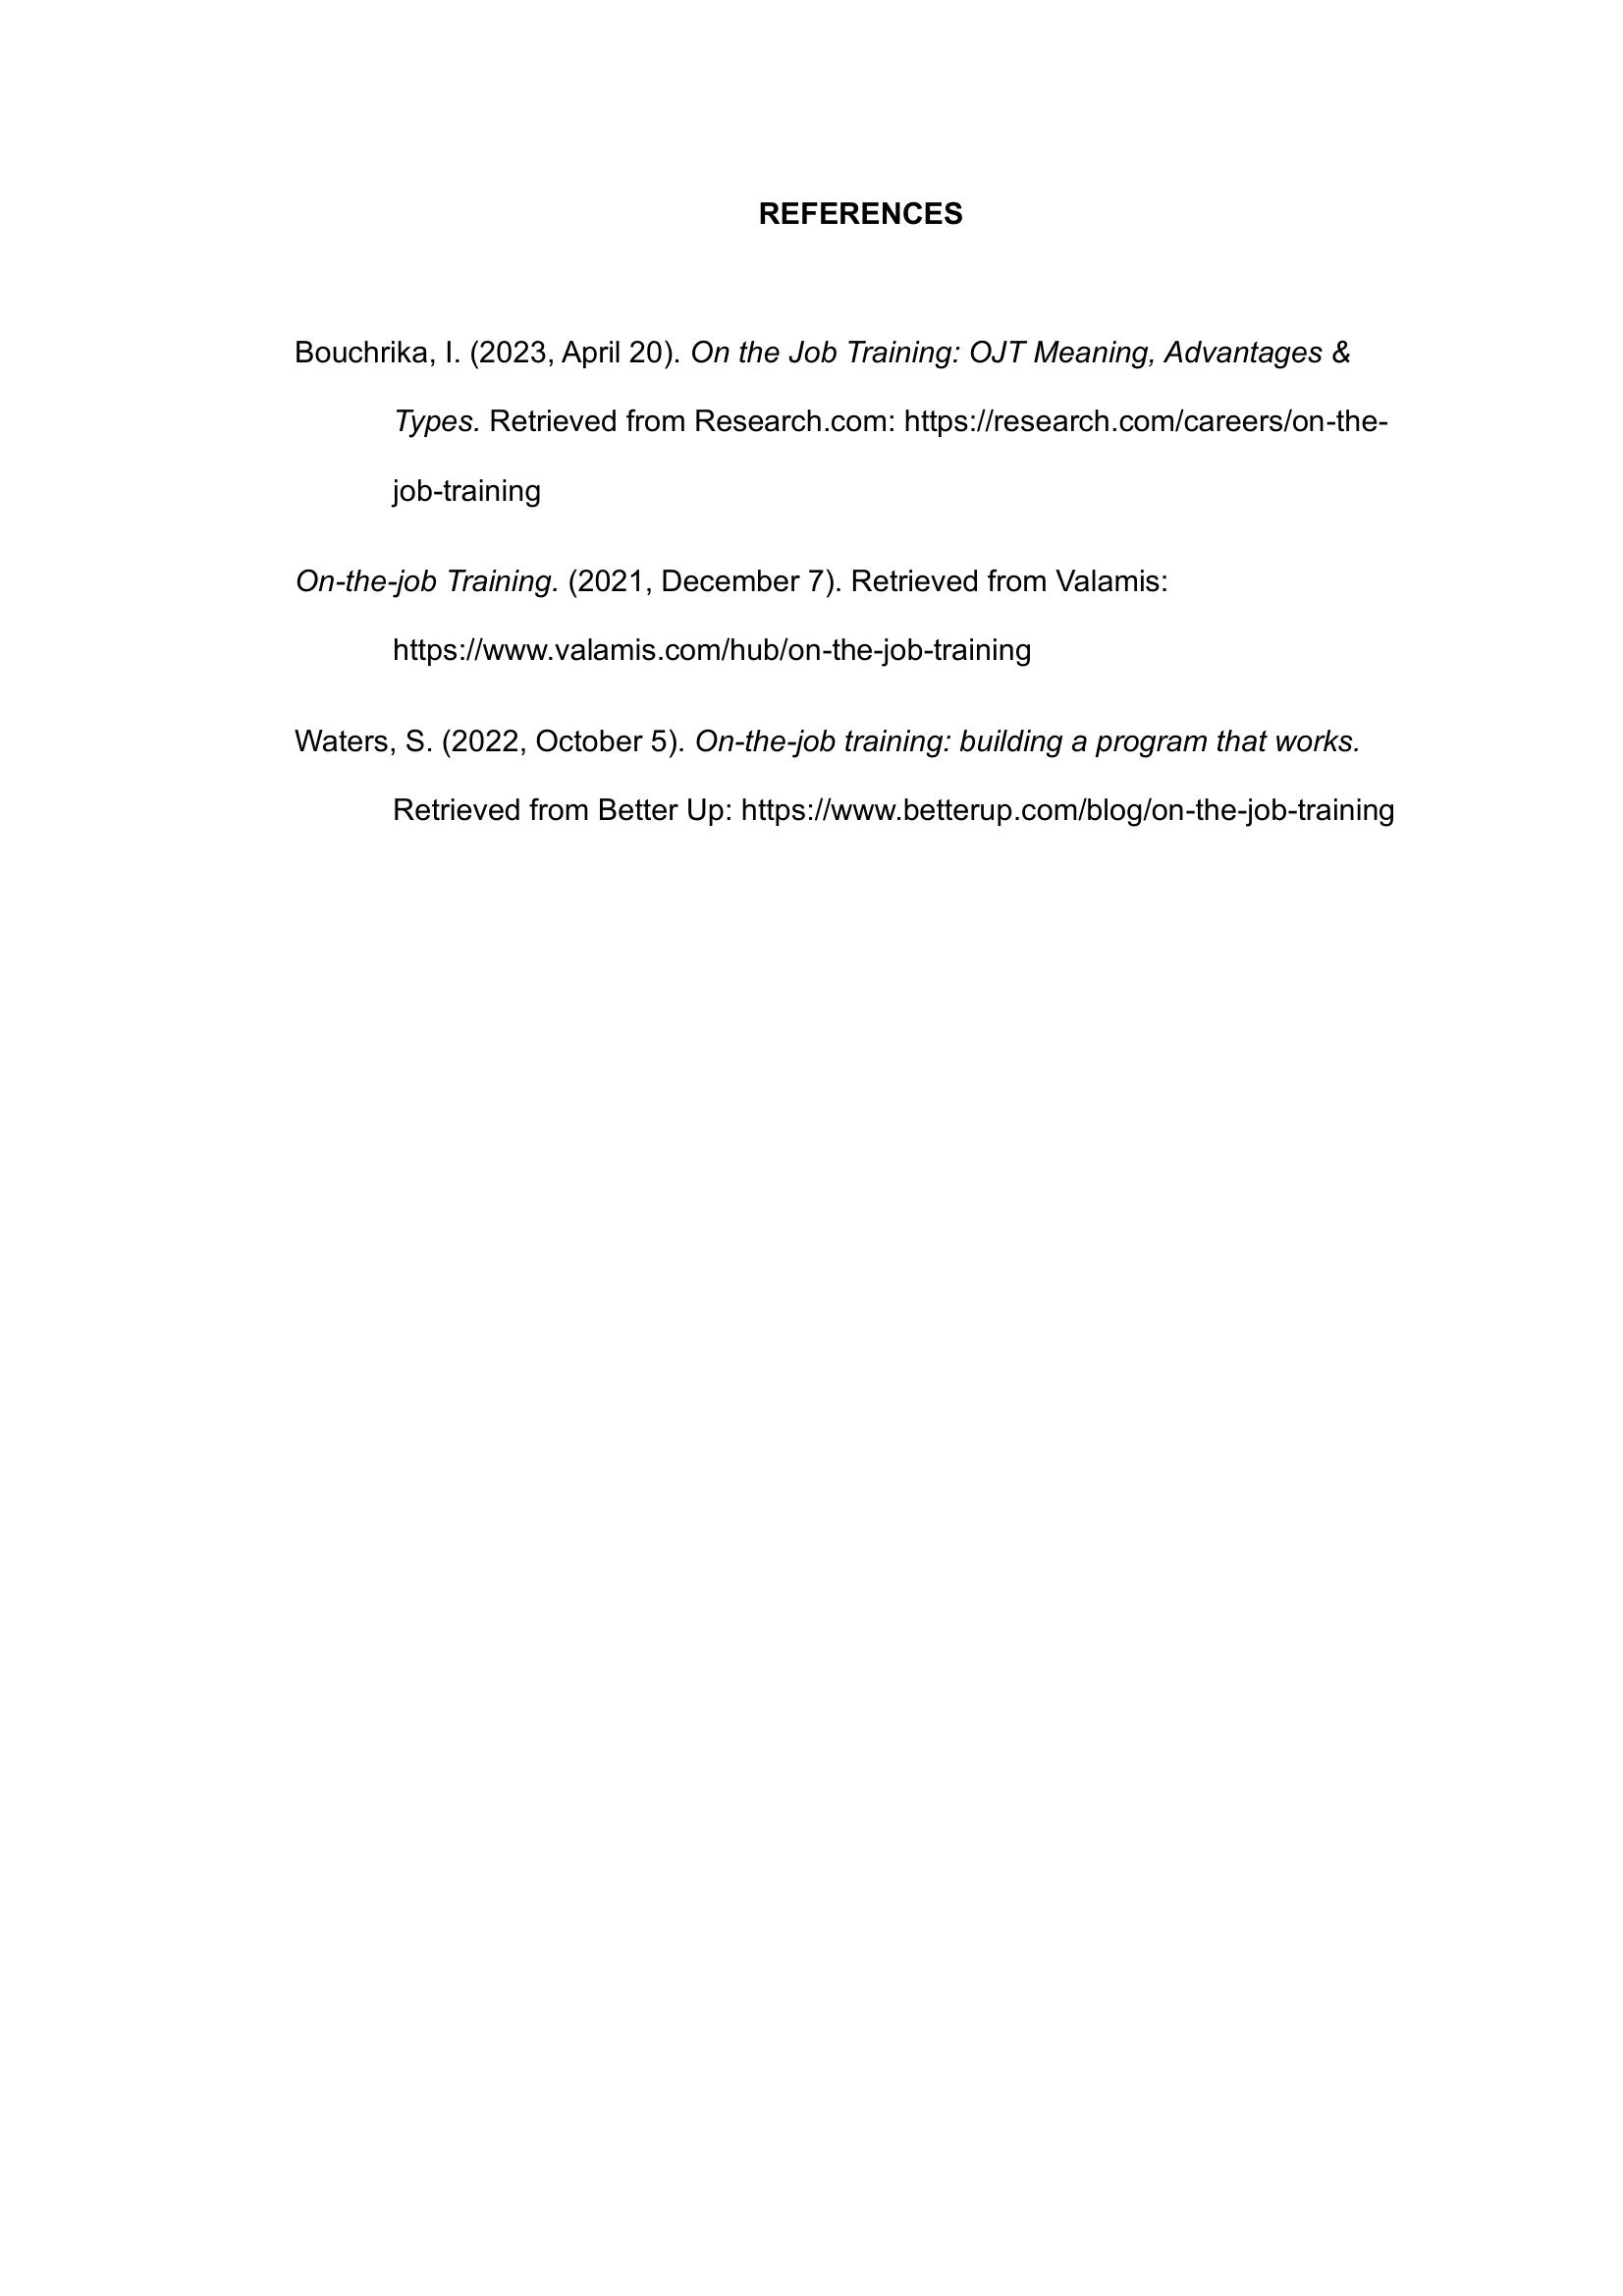 REFERENCES
Bouchrika, I. (2023, April 20). On the Job Training: OJT Meaning, Advantages &
Types. Retrieved from Research.com: https://research.com/careers/on-the-
job-training
On-the-job Training. (2021, December 7). Retrieved from Valamis:
https://www.valamis.com/hub/on-the-job-training
Waters, S. (2022, October 5). On-the-job training: building a program that works.
Retrieved from Better Up: https://www.betterup.com/blog/on-the-job-training